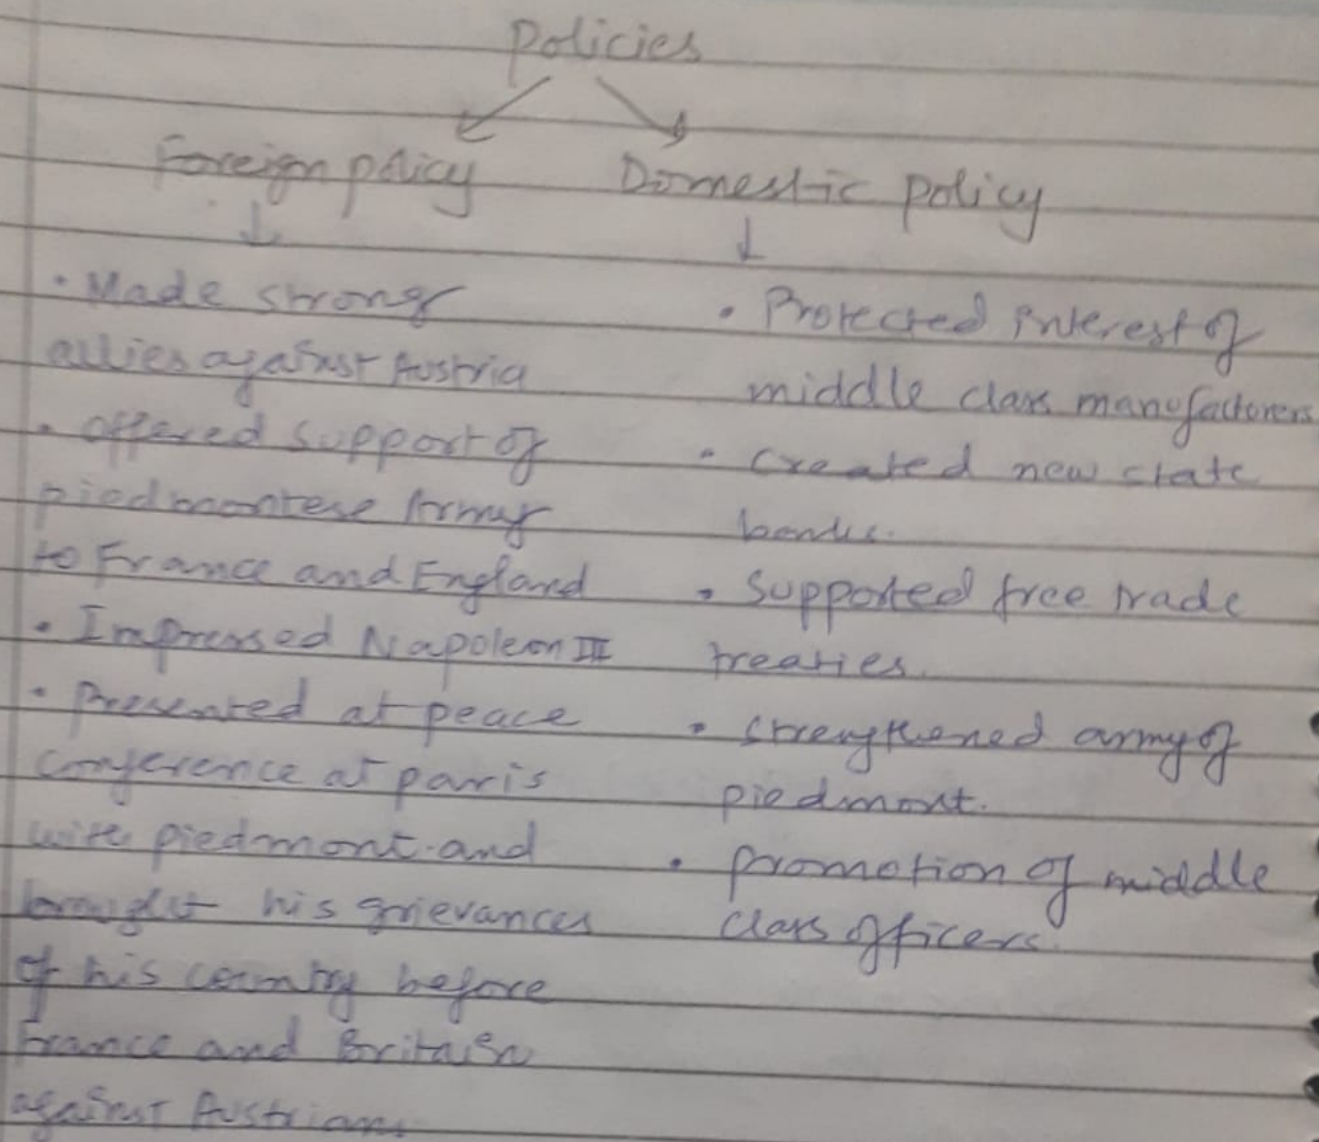 Policies
Foreign policy
↓
• Made strong
allies against Austria
• offered support of
piedmontese Army
to France and England
• Impressed Napoleon III
• Presented at peace
conference at paris
with piedmont and
brought his grievances
of his country before
France and Britain
against Austrians
Domestic policy
↓
• Protected interest of
middle class manufacturers
• created new state
banks.
• Supported free trade
treaties.
• strengthened army of
piedmont.
• promotion of middle
class officers.